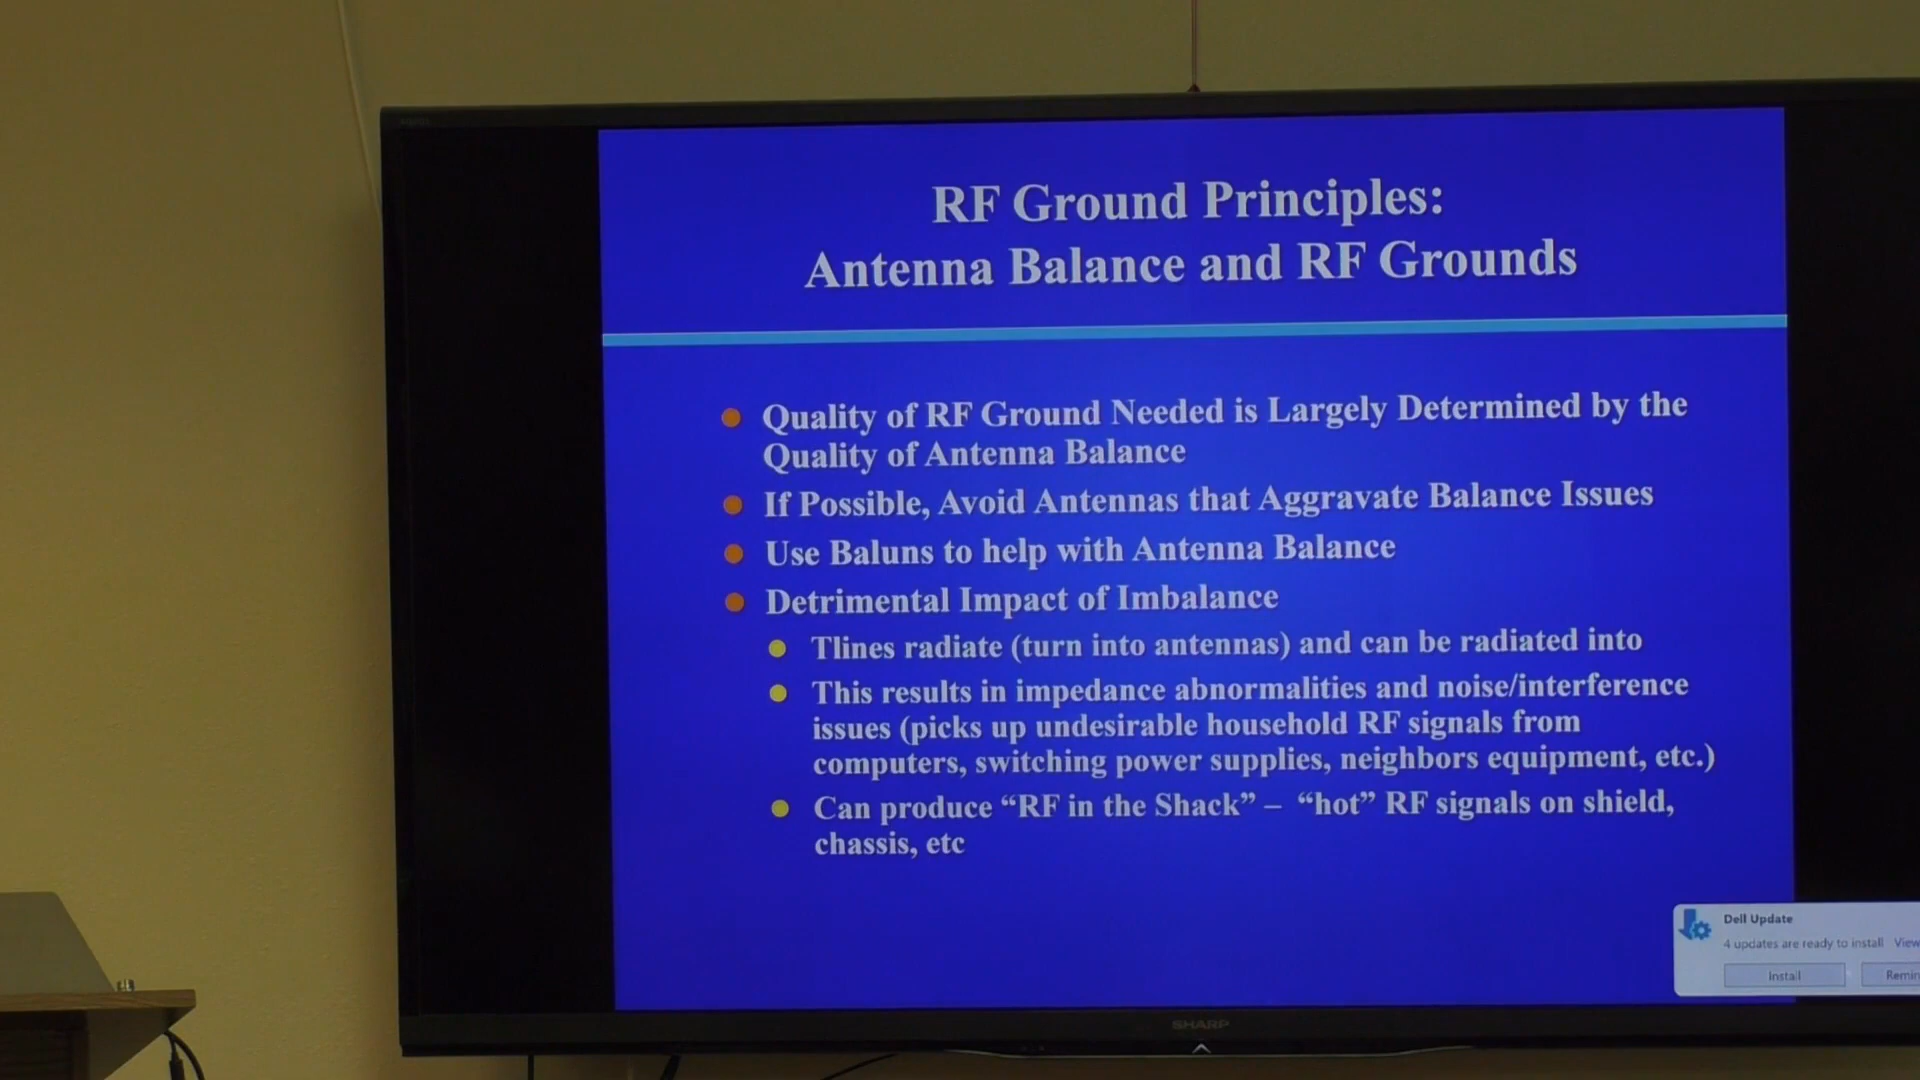 RF Ground Principles:
Antenna Balance and RF Grounds
Quality of RF Ground Needed is Largely Determined by the
Quality of Antenna Balance
If Possible, Avoid Antennas that Aggravate Balance Issues
Use Baluns to help with Antenna Balance
Detrimental Impact of Imbalance
Tlines radiate (turn into antennas) and can be radiated into
This results in impedance abnormalities and noise/interference
issues (picks up undesirable household RF signals from
computers, switching power supplies, neighbors equipment, etc.)
Can produce “RF in the Shack” – “hot” RF signals on shield,
chassis, etc
Dell Update
4 updates are ready to install View
Install Remin
SHARP